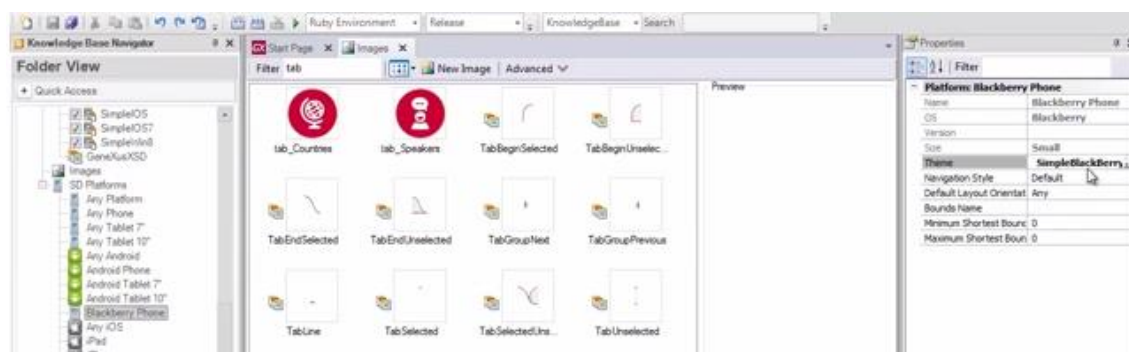 Ruby Environment Release KnowledgeBase Search
Knowledge Base Navigator
Start Page Images
Properties
Folder View
Filter tab New Image Advanced
Filter
Quick Access
SimpleIOS
SimpleIOS7
GeneXusXSD
Images
SD Platforms
Any Platform
Any Phone
Any Tablet 7"
Any Tablet 10"
Any Android
Android Phone
Android Tablet 7"
Android Tablet 10"
Blackberry Phone
Any iOS
iPad
tab_Countries
tab_Speakers
TabBeginSelected
TabBeginUnselec...
TabEndSelected
TabEndUnselected
TabGroupNext
TabGroupPrevious
TabLine
TabSelected
TabSelectedUns...
TabUnselected
Preview
Platform: Blackberry Phone
Name Blackberry Phone
OS Blackberry
Version
Size Small
Theme SimpleBlackBerry...
Navigation Style Default
Default Layout Orientat Any
Bounds Name
Minimum Shortest Bound 0
Maximum Shortest Boun 0